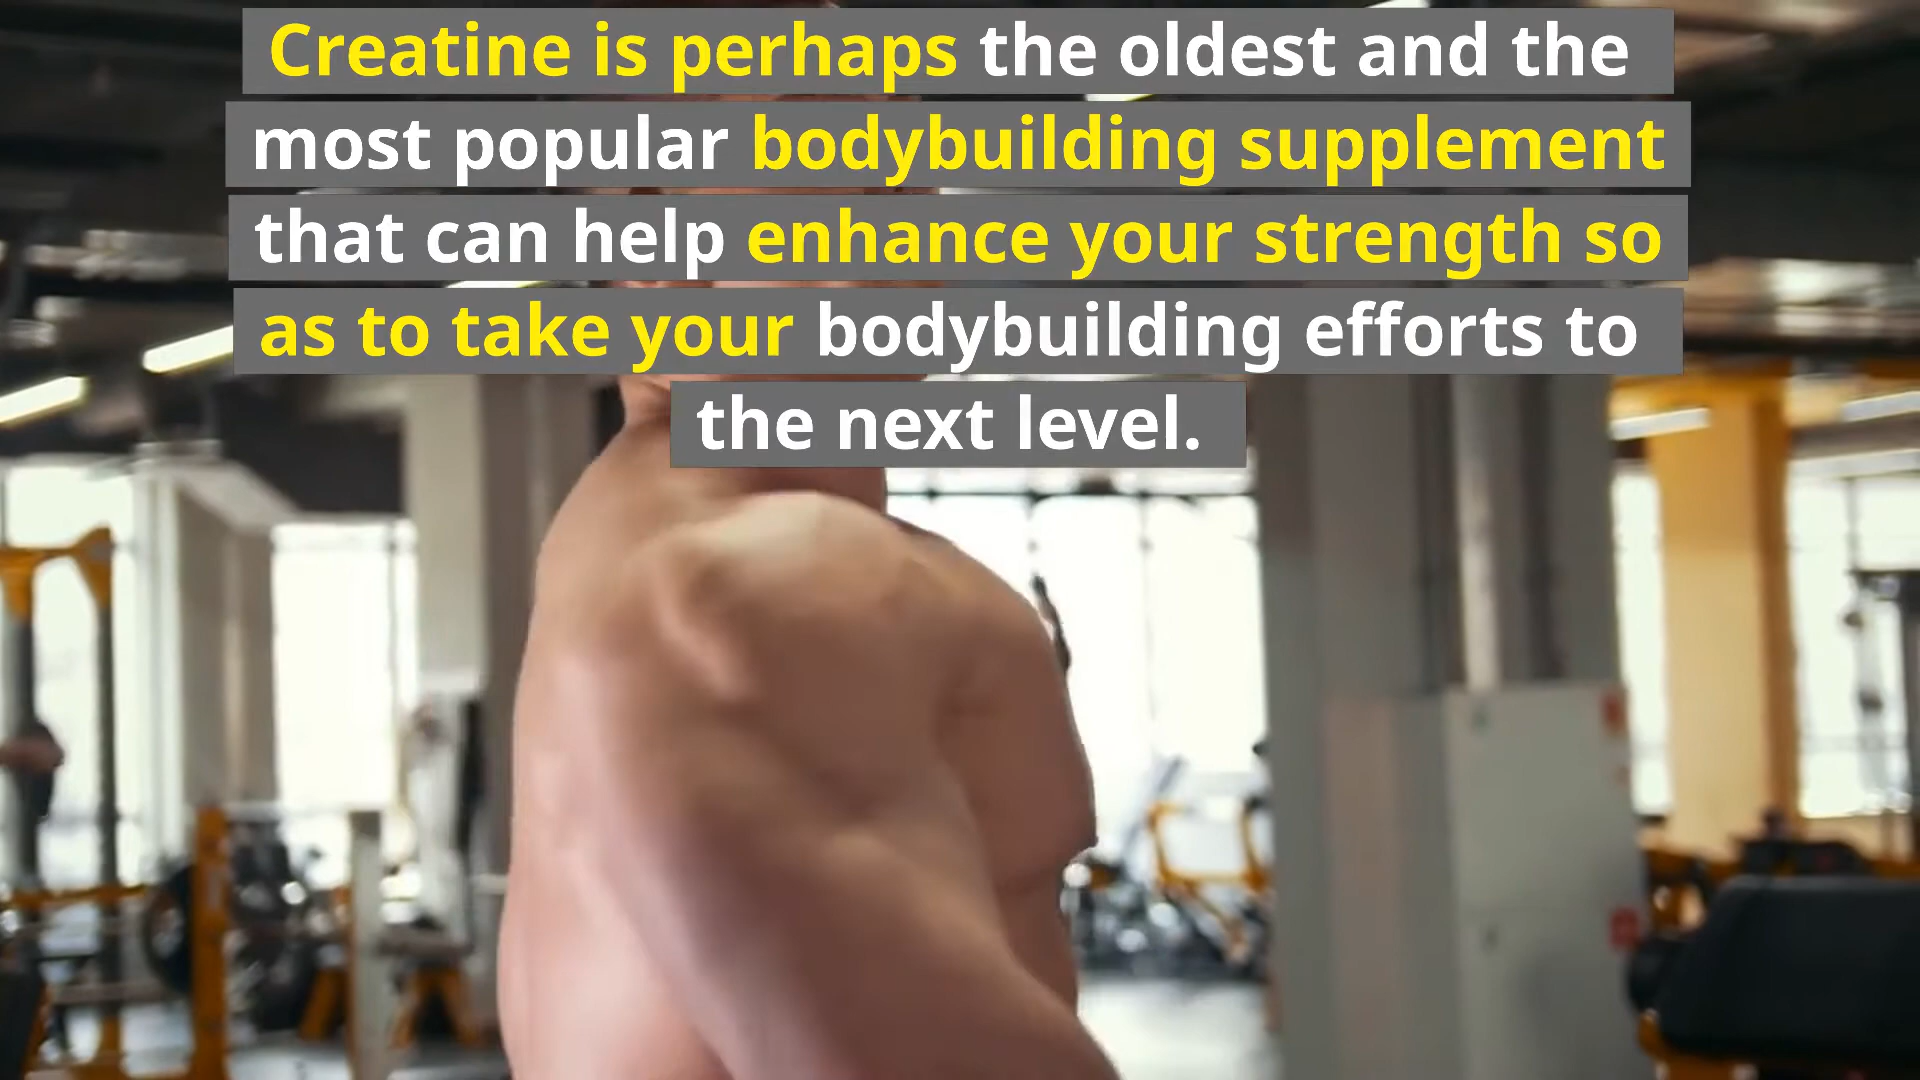 Creatine is perhaps the oldest and the
most popular bodybuilding supplement
that can help enhance your strength so
as to take your bodybuilding efforts to
the next level.